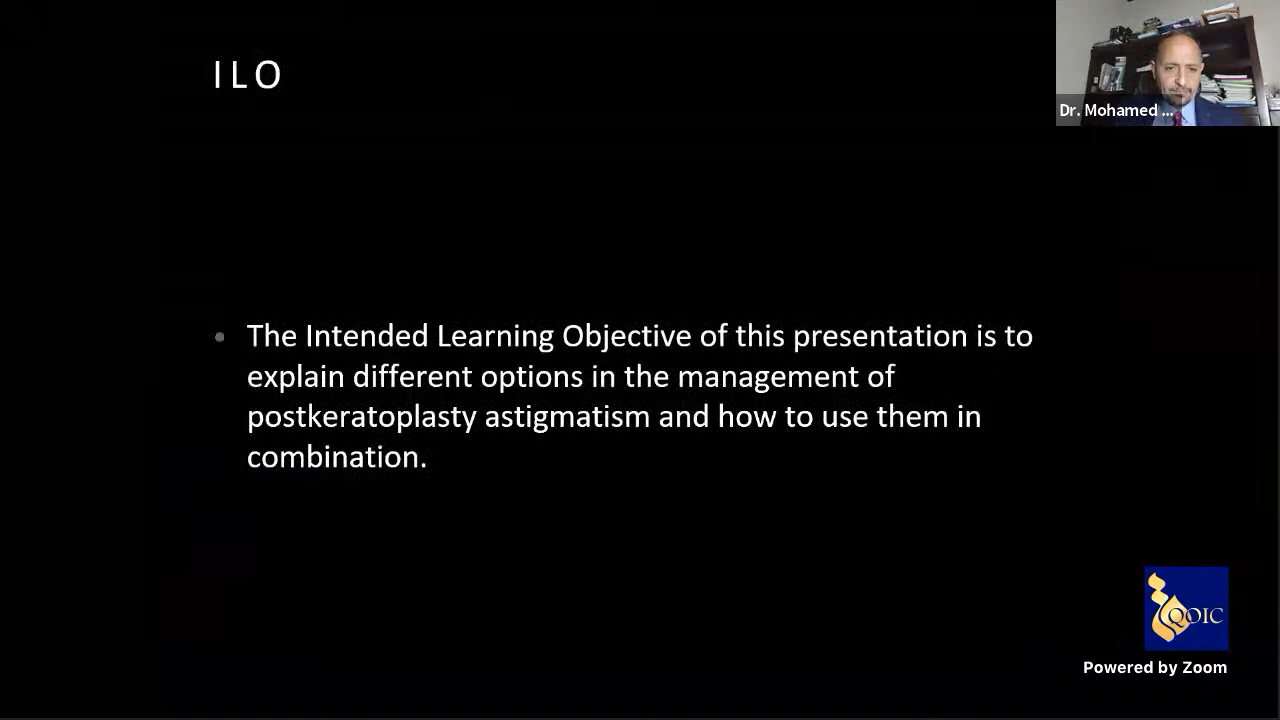 ILO
Dr. Mohamed ...
The Intended Learning Objective of this presentation is to
explain different options in the management of
postkeratoplasty astigmatism and how to use them in
combination.
QOIC
Powered by Zoom